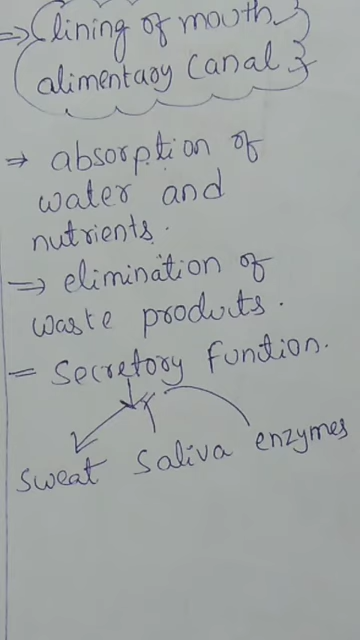 ⇒ {lining of mouth }
alimentary Canal }
⇒ absorption of
water and
nutrients.
⇒ elimination of
waste products.
= Secretory function.
Sweat Saliva enzymes